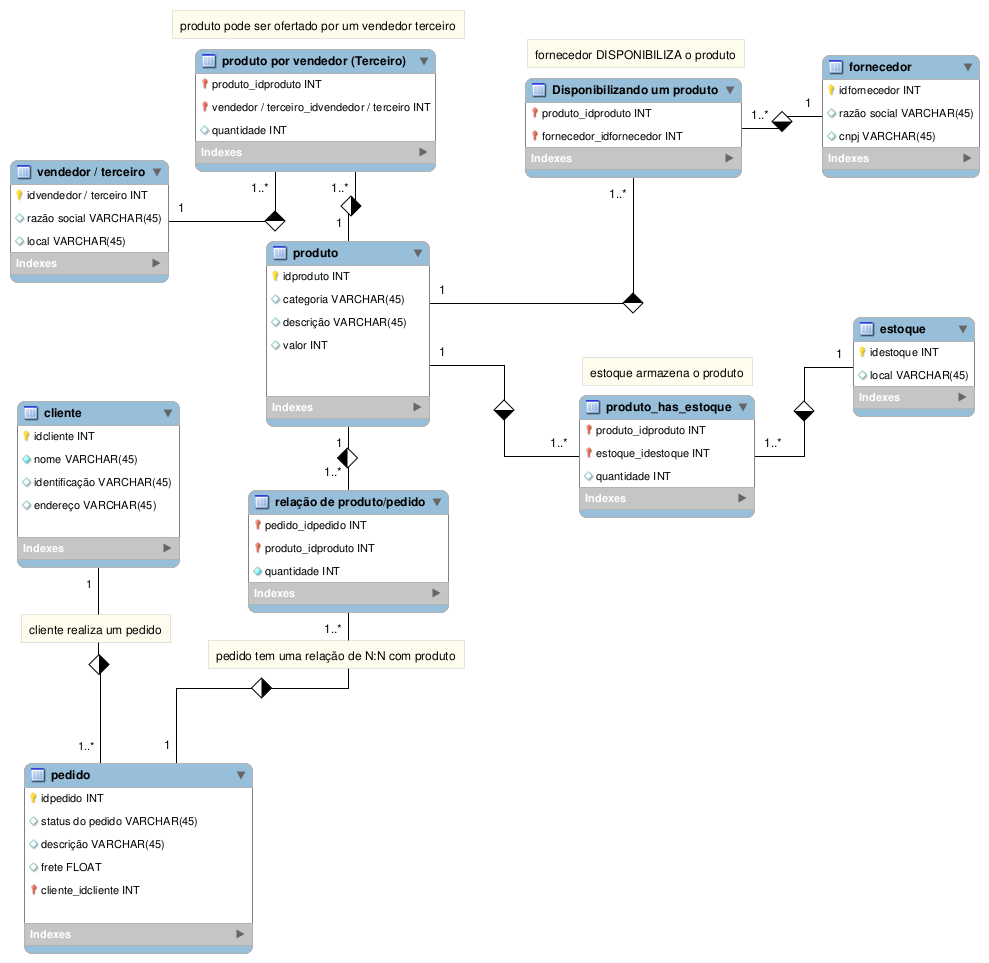 produto pode ser ofertado por um vendedor terceiro
produto por vendedor (Terceiro)
produto_idproduto INT
vendedor / terceiro_idvendedor / terceiro INT
quantidade INT
Indexes
fornecedor DISPONIBILIZA o produto
Disponibilizando um produto
produto_idproduto INT
fornecedor_idfornecedor INT
Indexes
1..*
1
fornecedor
idfornecedor INT
razão social VARCHAR(45)
cnpj VARCHAR(45)
Indexes
vendedor / terceiro
idvendedor / terceiro INT
razão social VARCHAR(45)
local VARCHAR(45)
Indexes
1
1..*
1..*
1
1..*
produto
idproduto INT
categoria VARCHAR(45)
descrição VARCHAR(45)
valor INT
Indexes
1
1
1
1..*
estoque armazena o produto
produto_has_estoque
produto_idproduto INT
estoque_idestoque INT
quantidade INT
Indexes
1..*
1..*
1
estoque
idestoque INT
local VARCHAR(45)
Indexes
cliente
idcliente INT
nome VARCHAR(45)
identificação VARCHAR(45)
endereço VARCHAR(45)
Indexes
1
cliente realiza um pedido
1..*
relação de produto/pedido
pedido_idpedido INT
produto_idproduto INT
quantidade INT
Indexes
1..*
pedido tem uma relação de N:N com produto
1
pedido
idpedido INT
status do pedido VARCHAR(45)
descrição VARCHAR(45)
frete FLOAT
cliente_idcliente INT
Indexes